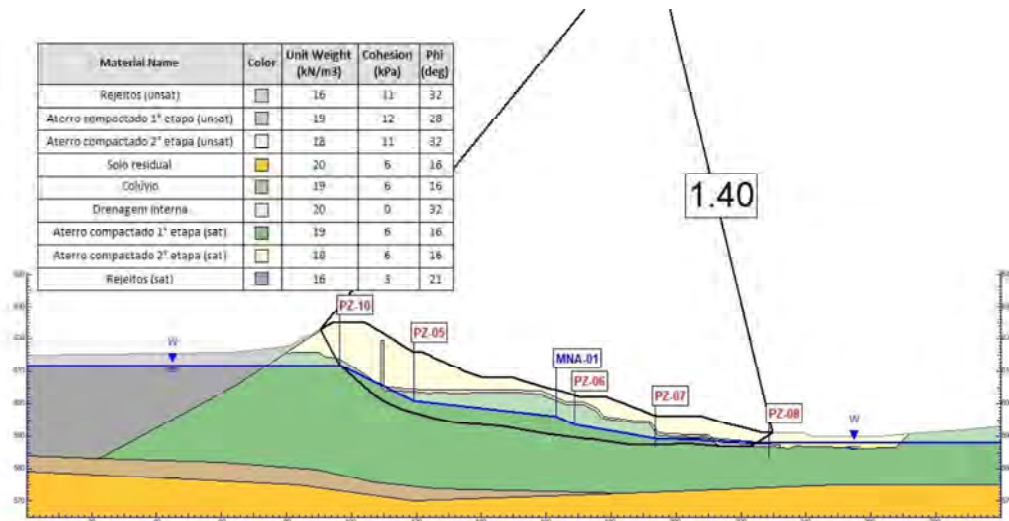 Material Name Color Unit Weight (kN/m3) Cohesion (kPa) Phi (deg)
Rejeitos (unsat) 16 11 32
Aterro compactado 1° etapa (unsat) 19 12 28
Aterro compactado 2° etapa (unsat) 18 11 32
Solo residual 20 6 16
Colúvio 19 6 16
Drenagem interna 20 0 32
Aterro compactado 1° etapa (sat) 19 6 16
Aterro compactado 2° etapa (sat) 18 6 16
Rejeitos (sat) 16 3 21
1.40
PZ-10
PZ-05
MNA-01
PZ-06
PZ-07
PZ-08
W
W